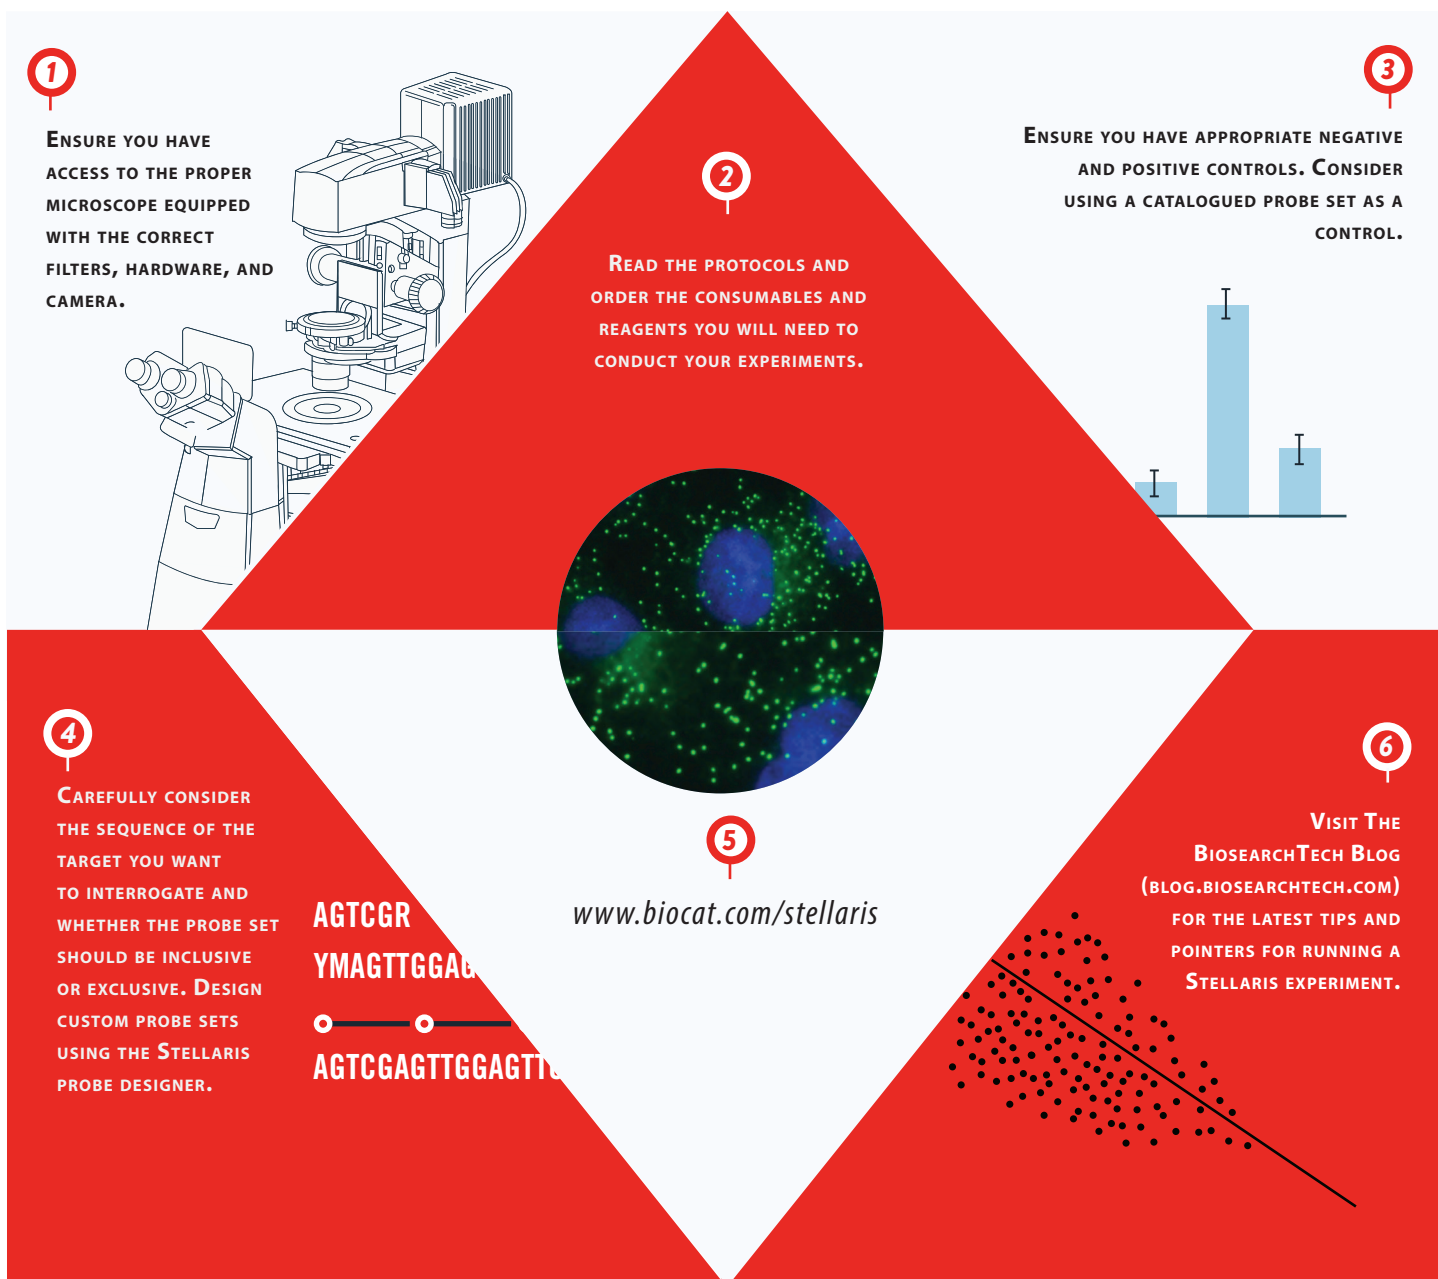 1
Ensure you have
access to the proper
microscope equipped
with the correct
filters, hardware, and
camera.
2
Read the protocols and
order the consumables and
reagents you will need to
conduct your experiments.
3
Ensure you have appropriate negative
and positive controls. Consider
using a catalogued probe set as a
control.
4
Carefully consider
the sequence of the
target you want
to interrogate and
whether the probe set
should be inclusive
or exclusive. Design
custom probe sets
using the Stellaris
probe designer.
AGTCGR
YMAGTTGGAG
AGTCGAGTTGGAGTTG
5
www.biocat.com/stellaris
6
Visit The
BiosearchTech Blog
(blog.biosearchtech.com)
for the latest tips and
pointers for running a
Stellaris experiment.